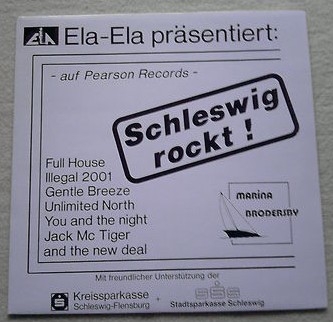 ELA Ela-Ela präsentiert:
- auf Pearson Records -
Schleswig
rockt !
Full House
Illegal 2001
Gentle Breeze
Unlimited North
You and the night
Jack Mc Tiger
and the new deal
MARINA
BRODERSBY
Mit freundlicher Unterstützung der
Kreissparkasse
Schleswig-Flensburg
+
Stadtsparkasse Schleswig